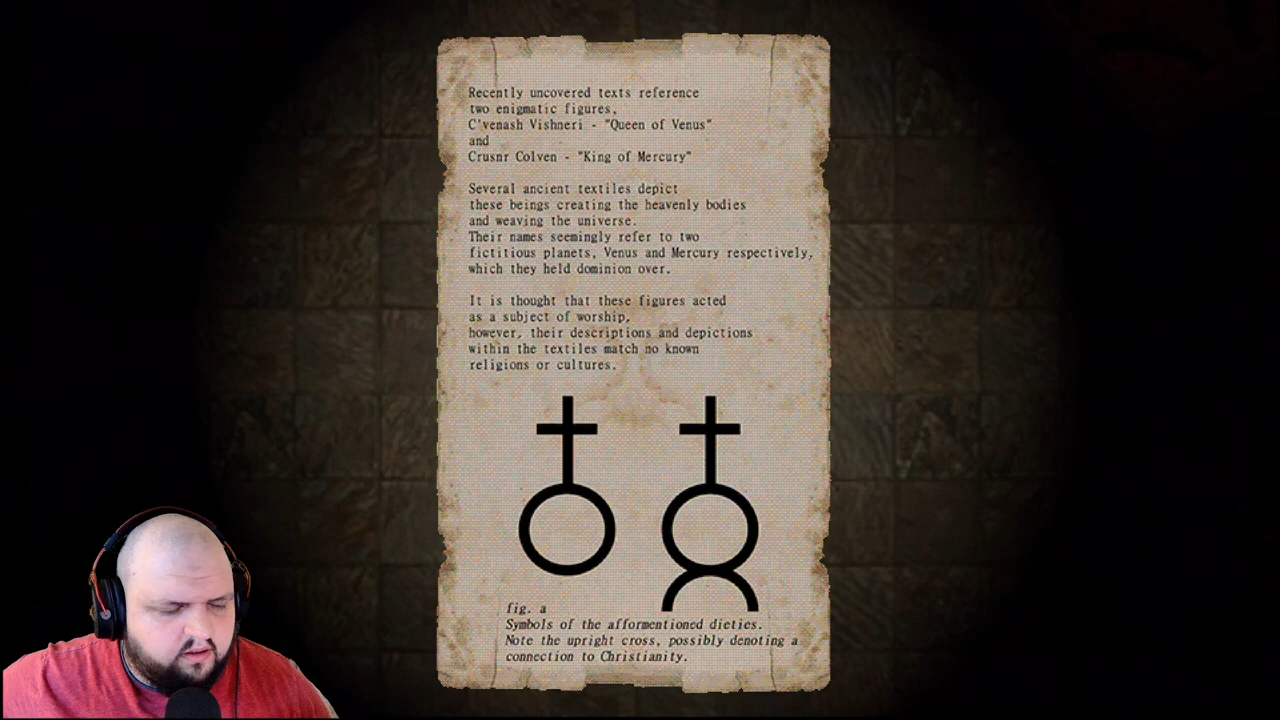 Recently uncovered texts reference
two enigmatic figures,
C'venash Vishneri - "Queen of Venus"
and
Crusnr Colven - "King of Mercury"
Several ancient textiles depict
these beings creating the heavenly bodies
and weaving the universe.
Their names seemingly refer to two
fictitious planets, Venus and Mercury respectively,
which they held dominion over.
It is thought that these figures acted
as a subject of worship,
however, their descriptions and depictions
within the textiles match no known
religions or cultures.
fig. a
Symbols of the afformentioned dieties.
Note the upright cross, possibly denoting a
connection to Christianity.